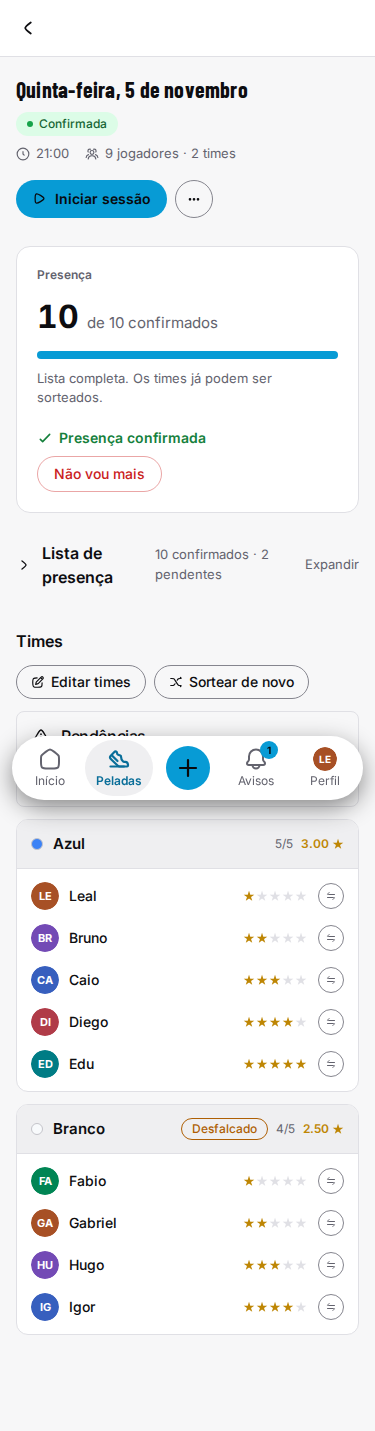 Quinta-feira, 5 de novembro
Confirmada
21:00 9 jogadores · 2 times
Iniciar sessão
Presença
10 de 10 confirmados
Lista completa. Os times já podem ser
sorteados.
Presença confirmada
Não vou mais
Lista de presença 10 confirmados · 2 pendentes Expandir
Times
Editar times Sortear de novo
Pendências
Início Peladas 1 Avisos LE Perfil
Azul 5/5 3.00 ★
LE Leal
BR Bruno
CA Caio
DI Diego
ED Edu
Branco Desfalcado 4/5 2.50 ★
FA Fabio
GA Gabriel
HU Hugo
IG Igor